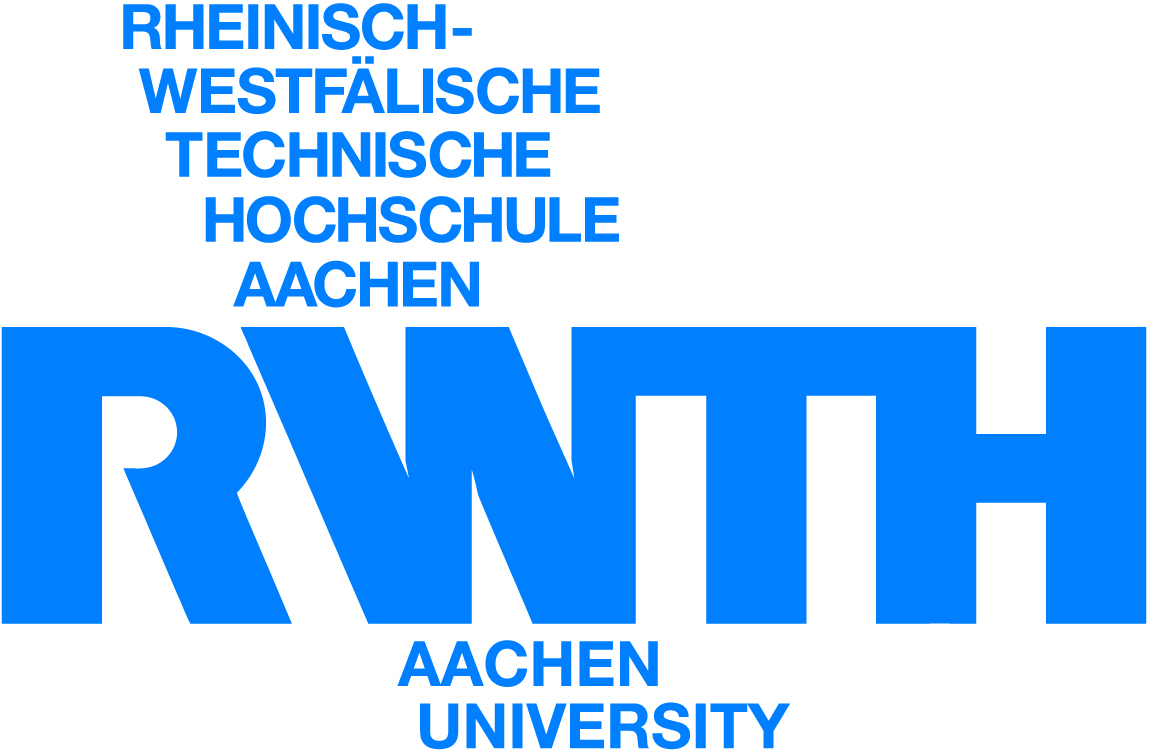 RHEINISCH-
WESTFÄLISCHE
TECHNISCHE
HOCHSCHULE
AACHEN
RWTH
AACHEN
UNIVERSITY